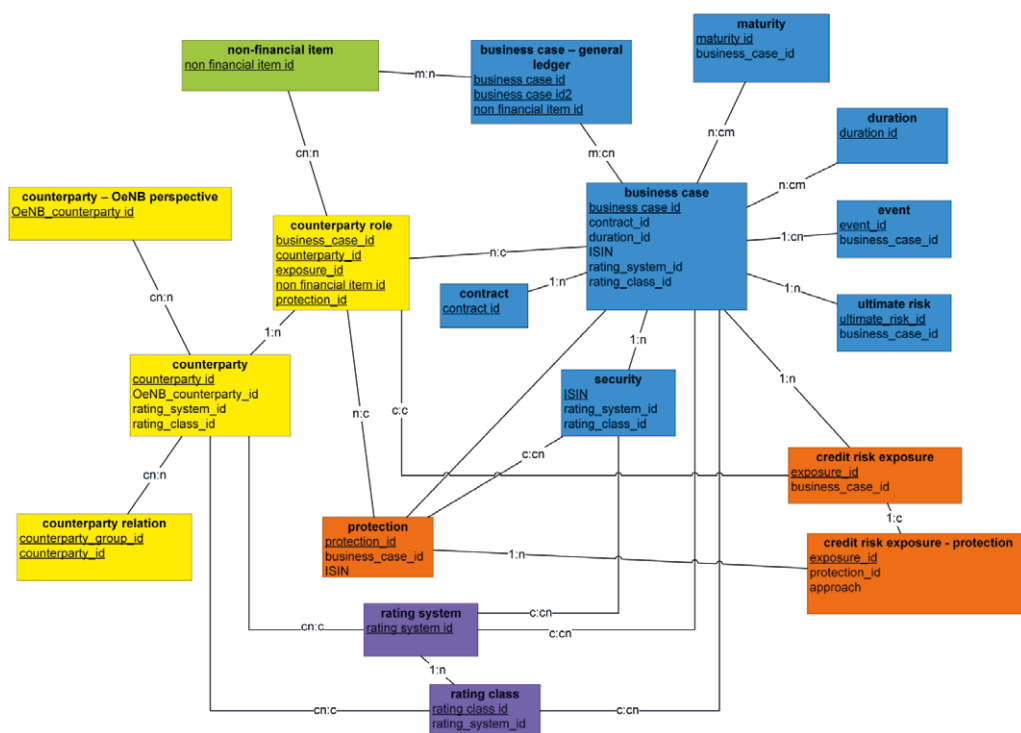 maturity
maturity id
business_case_id
non-financial item
non financial item id
m:n
business case – general
ledger
business case id
business case id2
non financial item id
n:cm
duration
duration id
cn:n
m:cn
n:cm
counterparty – OeNB perspective
OeNB_counterparty id
counterparty role
business_case_id
counterparty_id
exposure_id
non financial item id
protection_id
n:c
business case
business case id
contract_id
duration_id
ISIN
rating_system_id
rating_class_id
1:cn
event
event_id
business_case_id
contract
contract id
1:n
1:n
ultimate risk
ultimate_risk_id
business_case_id
cn:n
1:n
1:n
counterparty
counterparty id
OeNB_counterparty_id
rating_system_id
rating_class_id
n:c
c:c
security
ISIN
rating_system_id
rating_class_id
1:n
c:cn
cn:n
credit risk exposure
exposure_id
business_case_id
1:c
counterparty relation
counterparty_group_id
counterparty_id
protection
protection_id
business_case_id
ISIN
1:n
credit risk exposure - protection
exposure_id
protection_id
approach
rating system
rating system id
cn:c
c:cn
c:cn
1:n
rating class
rating class id
rating_system_id
cn:c
c:cn